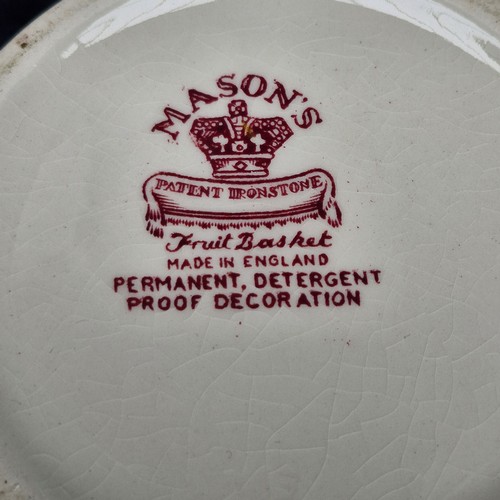 MASON'S
PATENT IRONSTONE
Fruit Basket
MADE IN ENGLAND
PERMANENT, DETERGENT
PROOF DECORATION